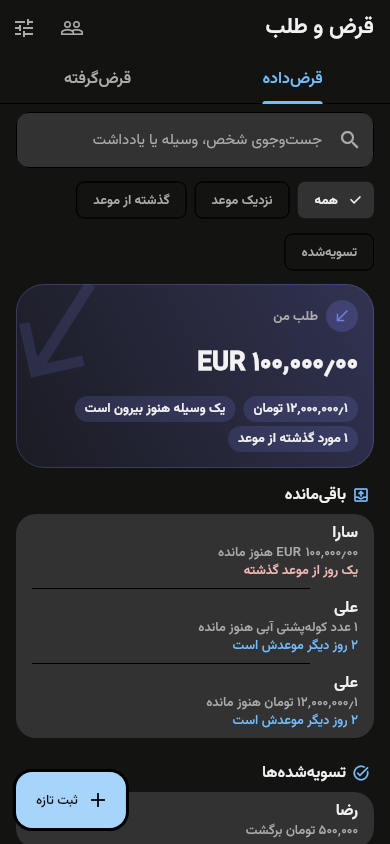 قرض و طلب
قرض‌داده
قرض‌گرفته
جست‌وجوی شخص، وسیله یا یادداشت
همه
نزدیک موعد
گذشته از موعد
تسویه‌شده
طلب من
۱۰۰,۰۰۰٫۰۰ EUR
۱۲,۰۰۰,۰۰۰٫۱ تومان
یک وسیله هنوز بیرون است
۱ مورد گذشته از موعد
باقی‌مانده
سارا
۱۰۰,۰۰۰٫۰۰ EUR هنوز مانده
یک روز از موعد گذشته
علی
۱ عدد کوله‌پشتی آبی هنوز مانده
۲ روز دیگر موعدش است
علی
۱۲,۰۰۰,۰۰۰٫۱ تومان هنوز مانده
۲ روز دیگر موعدش است
تسویه‌شده‌ها
رضا
۵۰۰,۰۰۰ تومان برگشت
ثبت تازه